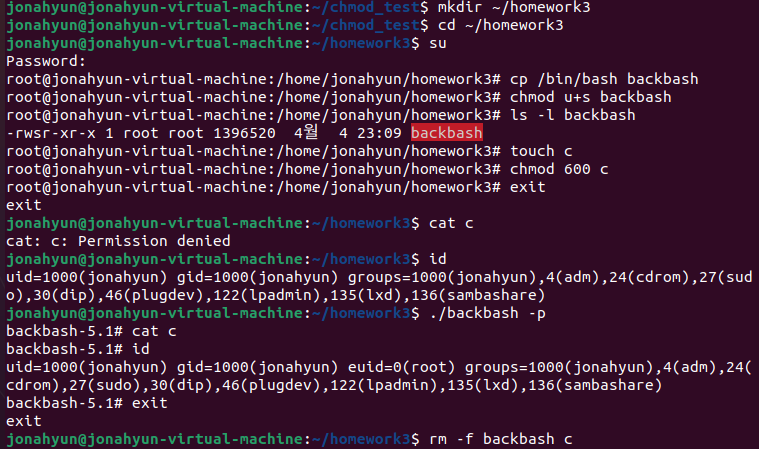 jonahyun@jonahyun-virtual-machine:~/chmod_test$ mkdir ~/homework3
jonahyun@jonahyun-virtual-machine:~/chmod_test$ cd ~/homework3
jonahyun@jonahyun-virtual-machine:~/homework3$ su
Password:
root@jonahyun-virtual-machine:/home/jonahyun/homework3# cp /bin/bash backbash
root@jonahyun-virtual-machine:/home/jonahyun/homework3# chmod u+s backbash
root@jonahyun-virtual-machine:/home/jonahyun/homework3# ls -l backbash
-rwsr-xr-x 1 root root 1396520  4월  4 23:09 backbash
root@jonahyun-virtual-machine:/home/jonahyun/homework3# touch c
root@jonahyun-virtual-machine:/home/jonahyun/homework3# chmod 600 c
root@jonahyun-virtual-machine:/home/jonahyun/homework3# exit
exit
jonahyun@jonahyun-virtual-machine:~/homework3$ cat c
cat: c: Permission denied
jonahyun@jonahyun-virtual-machine:~/homework3$ id
uid=1000(jonahyun) gid=1000(jonahyun) groups=1000(jonahyun),4(adm),24(cdrom),27(sud
o),30(dip),46(plugdev),122(lpadmin),135(lxd),136(sambashare)
jonahyun@jonahyun-virtual-machine:~/homework3$ ./backbash -p
backbash-5.1# cat c
backbash-5.1# id
uid=1000(jonahyun) gid=1000(jonahyun) euid=0(root) groups=1000(jonahyun),4(adm),24(
cdrom),27(sudo),30(dip),46(plugdev),122(lpadmin),135(lxd),136(sambashare)
backbash-5.1# exit
exit
jonahyun@jonahyun-virtual-machine:~/homework3$ rm -f backbash c